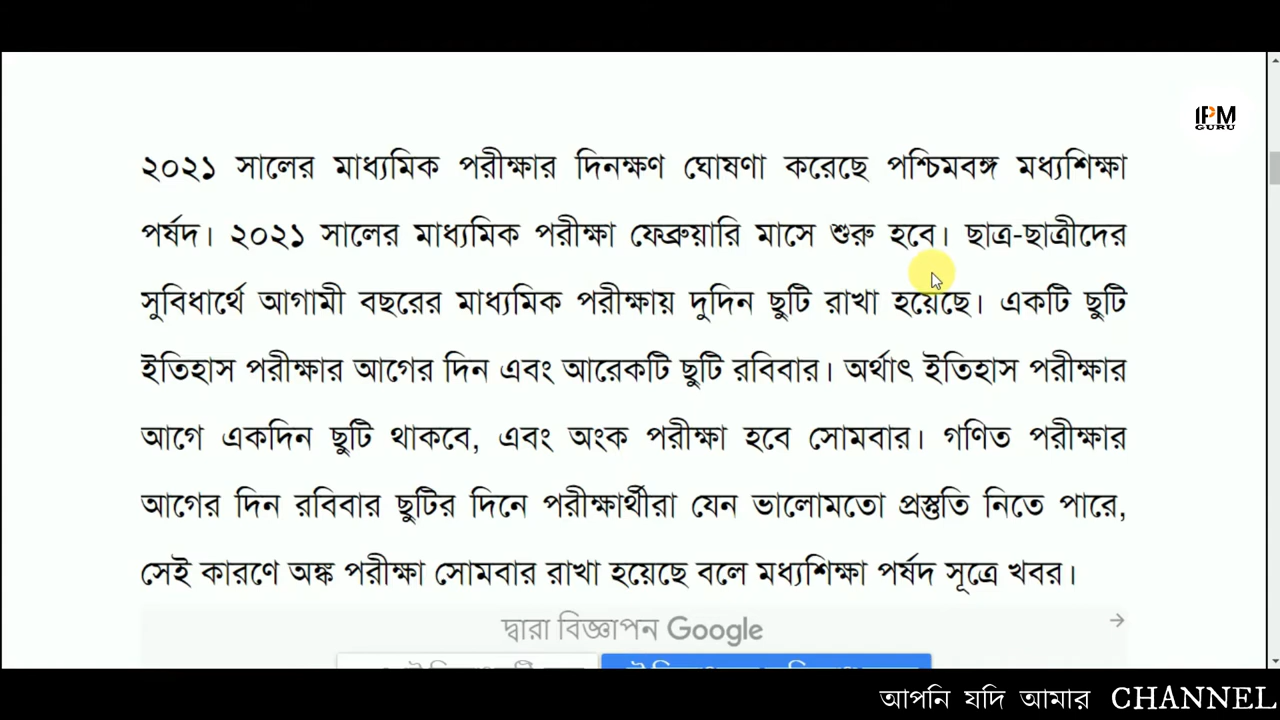 IPM
GURU
২০২১ সালের মাধ্যমিক পরীক্ষার দিনক্ষণ ঘোষণা করেছে পশ্চিমবঙ্গ মধ্যশিক্ষা
পর্ষদ। ২০২১ সালের মাধ্যমিক পরীক্ষা ফেব্রুয়ারি মাসে শুরু হবে। ছাত্র-ছাত্রীদের
সুবিধার্থে আগামী বছরের মাধ্যমিক পরীক্ষায় দুদিন ছুটি রাখা হয়েছে। একটি ছুটি
ইতিহাস পরীক্ষার আগের দিন এবং আরেকটি ছুটি রবিবার। অর্থাৎ ইতিহাস পরীক্ষার
আগে একদিন ছুটি থাকবে, এবং অংক পরীক্ষা হবে সোমবার। গণিত পরীক্ষার
আগের দিন রবিবার ছুটির দিনে পরীক্ষার্থীরা যেন ভালোমতো প্রস্তুতি নিতে পারে,
সেই কারণে অঙ্ক পরীক্ষা সোমবার রাখা হয়েছে বলে মধ্যশিক্ষা পর্ষদ সূত্রে খবর।
দ্বারা বিজ্ঞাপন Google
আপনি যদি আমার CHANNEL